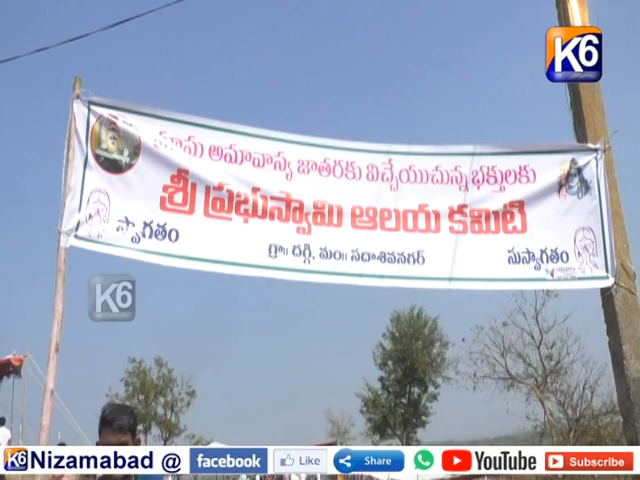 K6
మాసు అమావాస్య జాతరకు విచ్చేయుచున్న భక్తులకు
శ్రీ ప్రభుస్వామి ఆలయ కమిటి
స్వాగతం గ్రా॥ దగ్గి, మం॥ సదాశివనగర్ సుస్వాగతం
K6
K6 Nizamabad @ facebook Like Share YouTube Subscribe